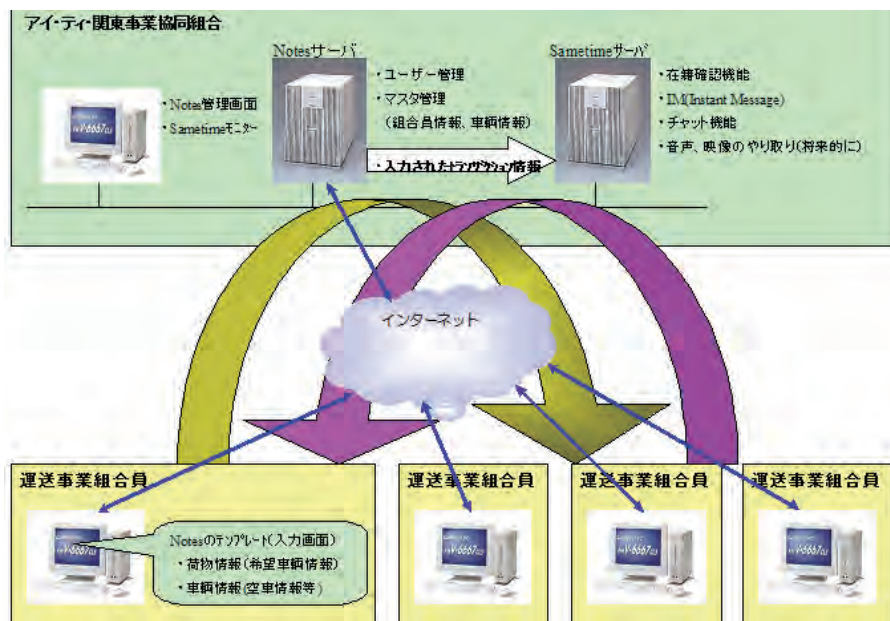 アイ・ティ・関東事業協同組合
Notesサーバ
Sametimeサーバ
・Notes管理画面
・Sametimeモニター
・ユーザー管理
・マスタ管理
(組合員情報、車輌情報)
・入力されたトランザクション情報
・在籍確認機能
・IM(Instant Message)
・チャット機能
・音声、映像のやり取り(将来的に)
インターネット
運送事業組合員
運送事業組合員
運送事業組合員
運送事業組合員
Notesのテンプレート(入力画面)
・荷物情報(希望車輌情報)
・車輌情報(空車情報等)